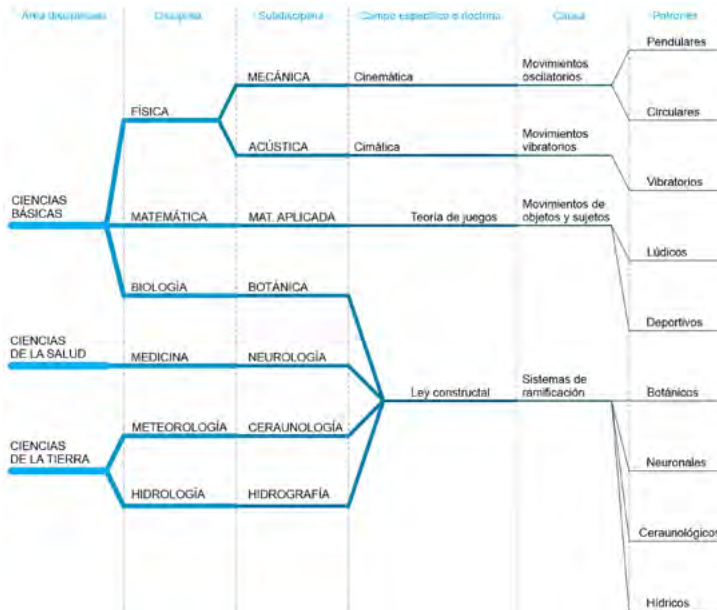 Área disciplinaria
Disciplina
Subdisciplina
Campo específico o doctrina
Causa
Patrones
Pendulares
MECÁNICA
Cinemática
Movimientos
oscilatorios
FÍSICA
Circulares
ACÚSTICA
Cimática
Movimientos
vibratorios
Vibratorios
CIENCIAS
BÁSICAS
MATEMÁTICA
MAT. APLICADA
Teoría de juegos
Movimientos de
objetos y sujetos
Lúdicos
BIOLOGÍA
BOTÁNICA
Deportivos
CIENCIAS
DE LA SALUD
MEDICINA
NEUROLOGÍA
Ley constructal
Sistemas de
ramificación
Botánicos
METEOROLOGÍA
CERAUNOLOGÍA
CIENCIAS
DE LA TIERRA
Neuronales
HIDROLOGÍA
HIDROGRAFÍA
Ceraunológicos
Hídricos